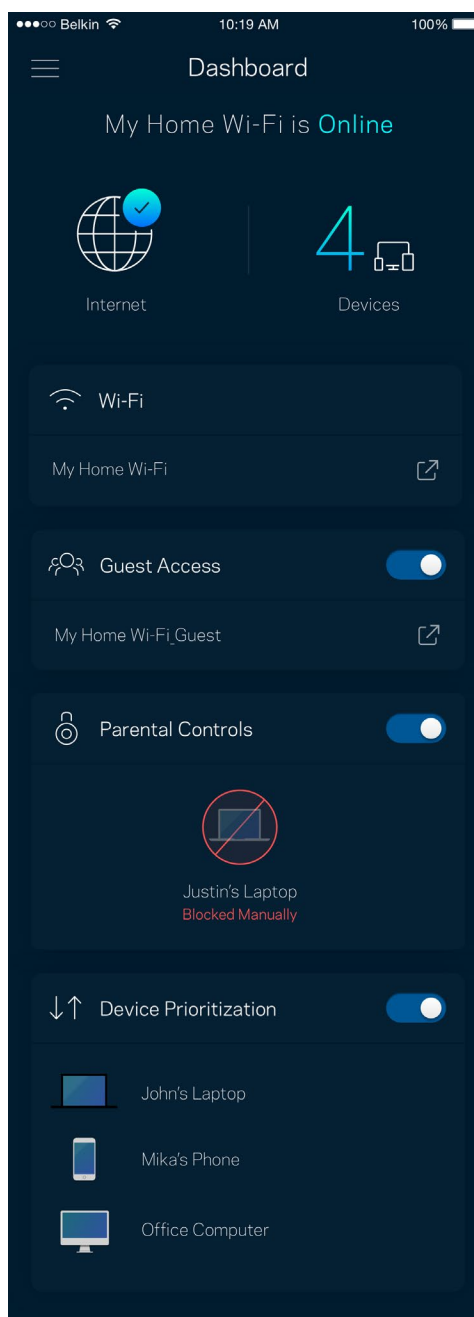 Belkin 10:19 AM 100%
Dashboard
My Home Wi-Fi is Online
4
Internet Devices
Wi-Fi
My Home Wi-Fi
Guest Access
My Home Wi-Fi_Guest
Parental Controls
Justin's Laptop
Blocked Manually
Device Prioritization
John's Laptop
Mika's Phone
Office Computer